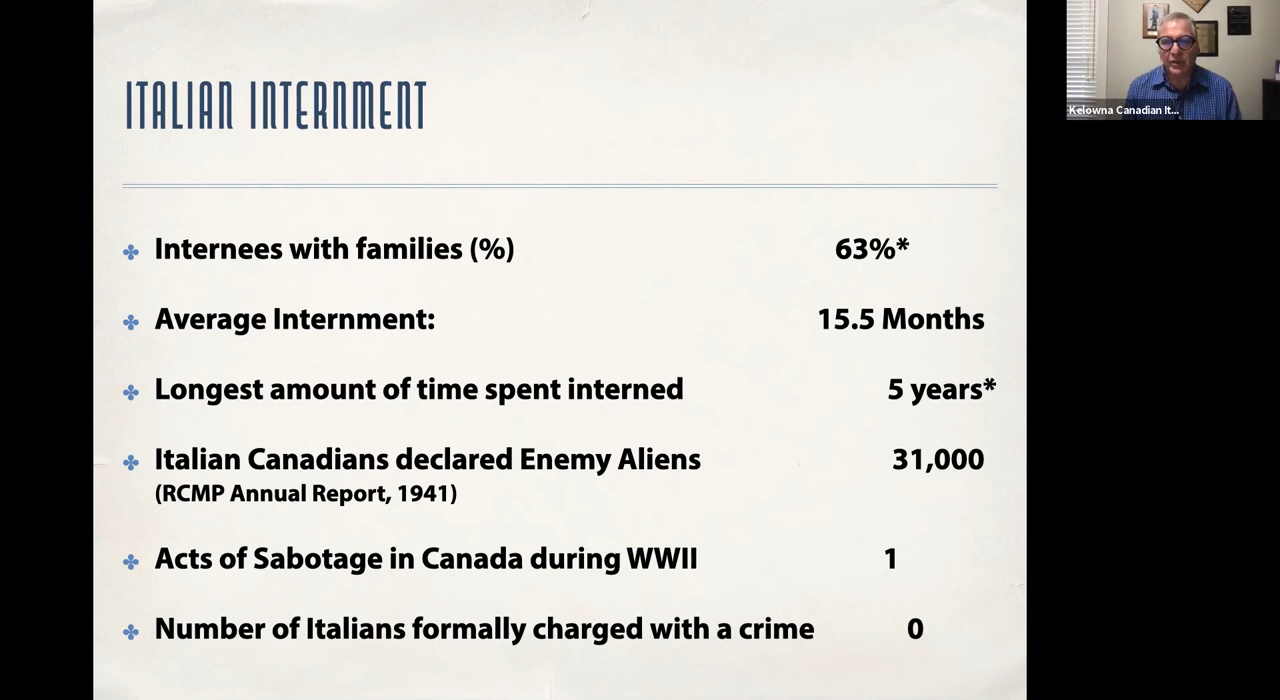 ITALIAN INTERNMENT
Internees with families (%) 63%*
Average Internment: 15.5 Months
Longest amount of time spent interned 5 years*
Italian Canadians declared Enemy Aliens 31,000
(RCMP Annual Report, 1941)
Acts of Sabotage in Canada during WWII 1
Number of Italians formally charged with a crime 0
Kelowna Canadian It...